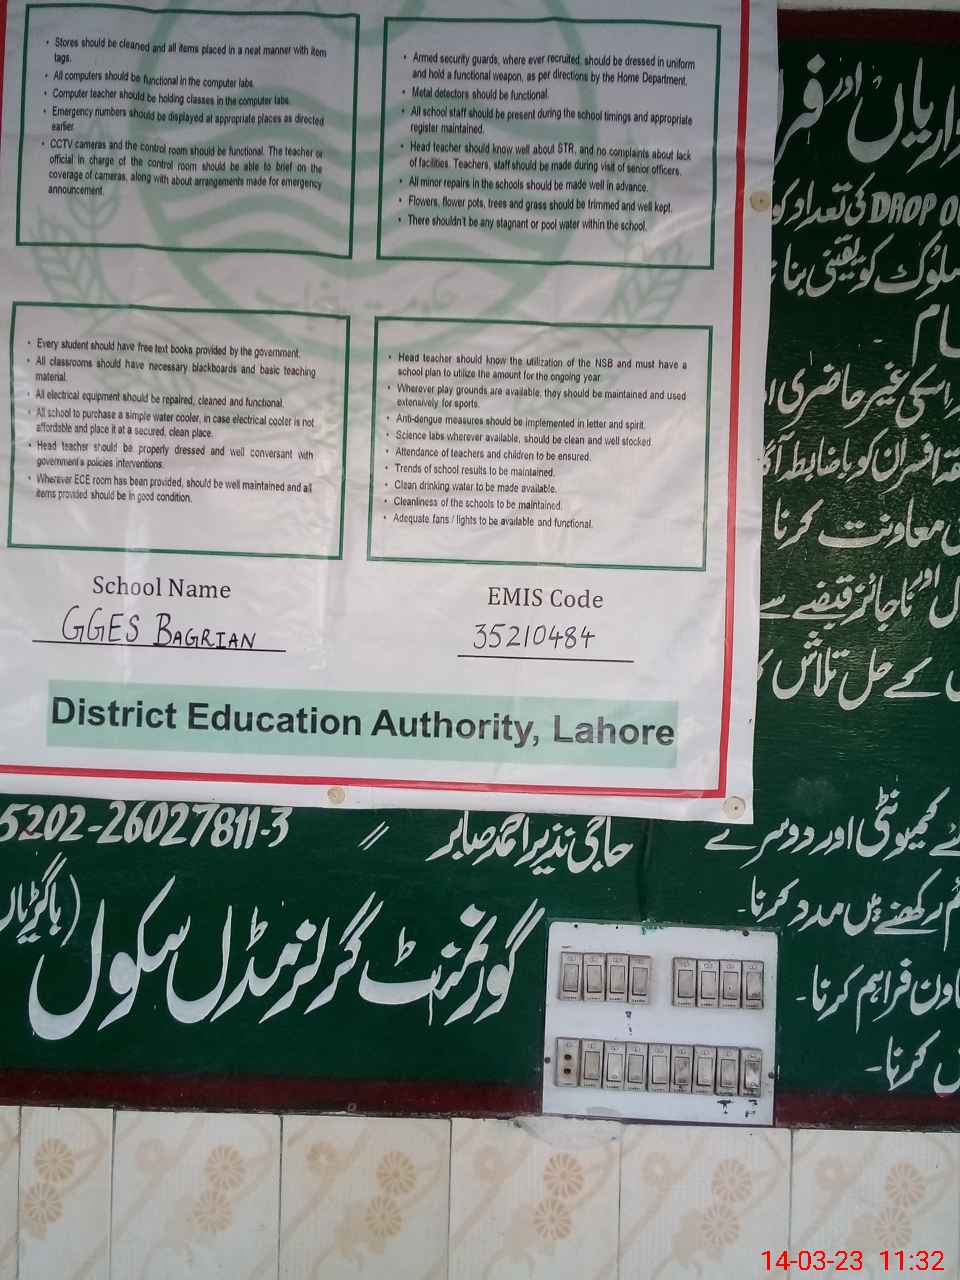 • Stores should be cleaned and all items placed in a neat manner with item
tags.
• All computers should be functional in the computer labs.
• Computer teacher should be holding classes in the computer labs.
• Emergency numbers should be displayed at appropriate places as directed
earlier.
• CCTV cameras and the control room should be functional. The teacher or
official in charge of the control room should be able to brief on the
coverage of cameras, along with about arrangements made for emergency
announcement.
• Armed security guards, where ever recruited, should be dressed in uniform
and hold a functional weapon, as per directions by the Home Department.
• Metal detectors should be functional.
• All school staff should be present during the school timings and appropriate
register maintained.
• Head teacher should know well about STR, and no complaints about lack
of facilities. Teachers, staff should be made during visit of senior officers.
• All minor repairs in the schools should be made well in advance.
• Flowers, flower pots, trees and grass should be trimmed and well kept.
• There shouldn't be any stagnant or pool water within the school.
• Every student should have free text books provided by the government.
• All classrooms should have necessary blackboards and basic teaching
material.
• All electrical equipment should be repaired, cleaned and functional.
• All school to purchase a simple water cooler, in case electrical cooler is not
affordable and place it at a secured, clean place.
• Head teacher should be properly dressed and well conversant with
government's policies interventions.
• Wherever ECE room has been provided, should be well maintained and all
items provided should be in good condition.
• Head teacher should know the utilization of the NSB and must have a
school plan to utilize the amount for the ongoing year.
• Wherever play grounds are available, they should be maintained and used
extensively for sports.
• Anti-dengue measures should be implemented in letter and spirit.
• Science labs wherever available, should be clean and well stocked.
• Attendance of teachers and children to be ensured.
• Trends of school results to be maintained.
• Clean drinking water to be made available.
• Cleanliness of the schools to be maintained.
• Adequate fans / lights to be available and functional.
School Name
GGES BAGRIAN
EMIS Code
35210484
District Education Authority, Lahore
اور
DROP کی تعداد کو
سلوک کو یقینی بنانا
غیر حاضری
افسران کو باضابطہ
معاونت کرنا
اور ناجائز قبضے سے
کے حل تلاش
کمیونٹی اور دوسرے
رکھنے میں مدد کرنا۔
فراہم کرنا۔
کرنا۔
5202-26027811-3 〃 حاجی نذیر احمد صابر
گورنمنٹ گرلز مڈل سکول (باگڑیاں
14-03-23 11:32